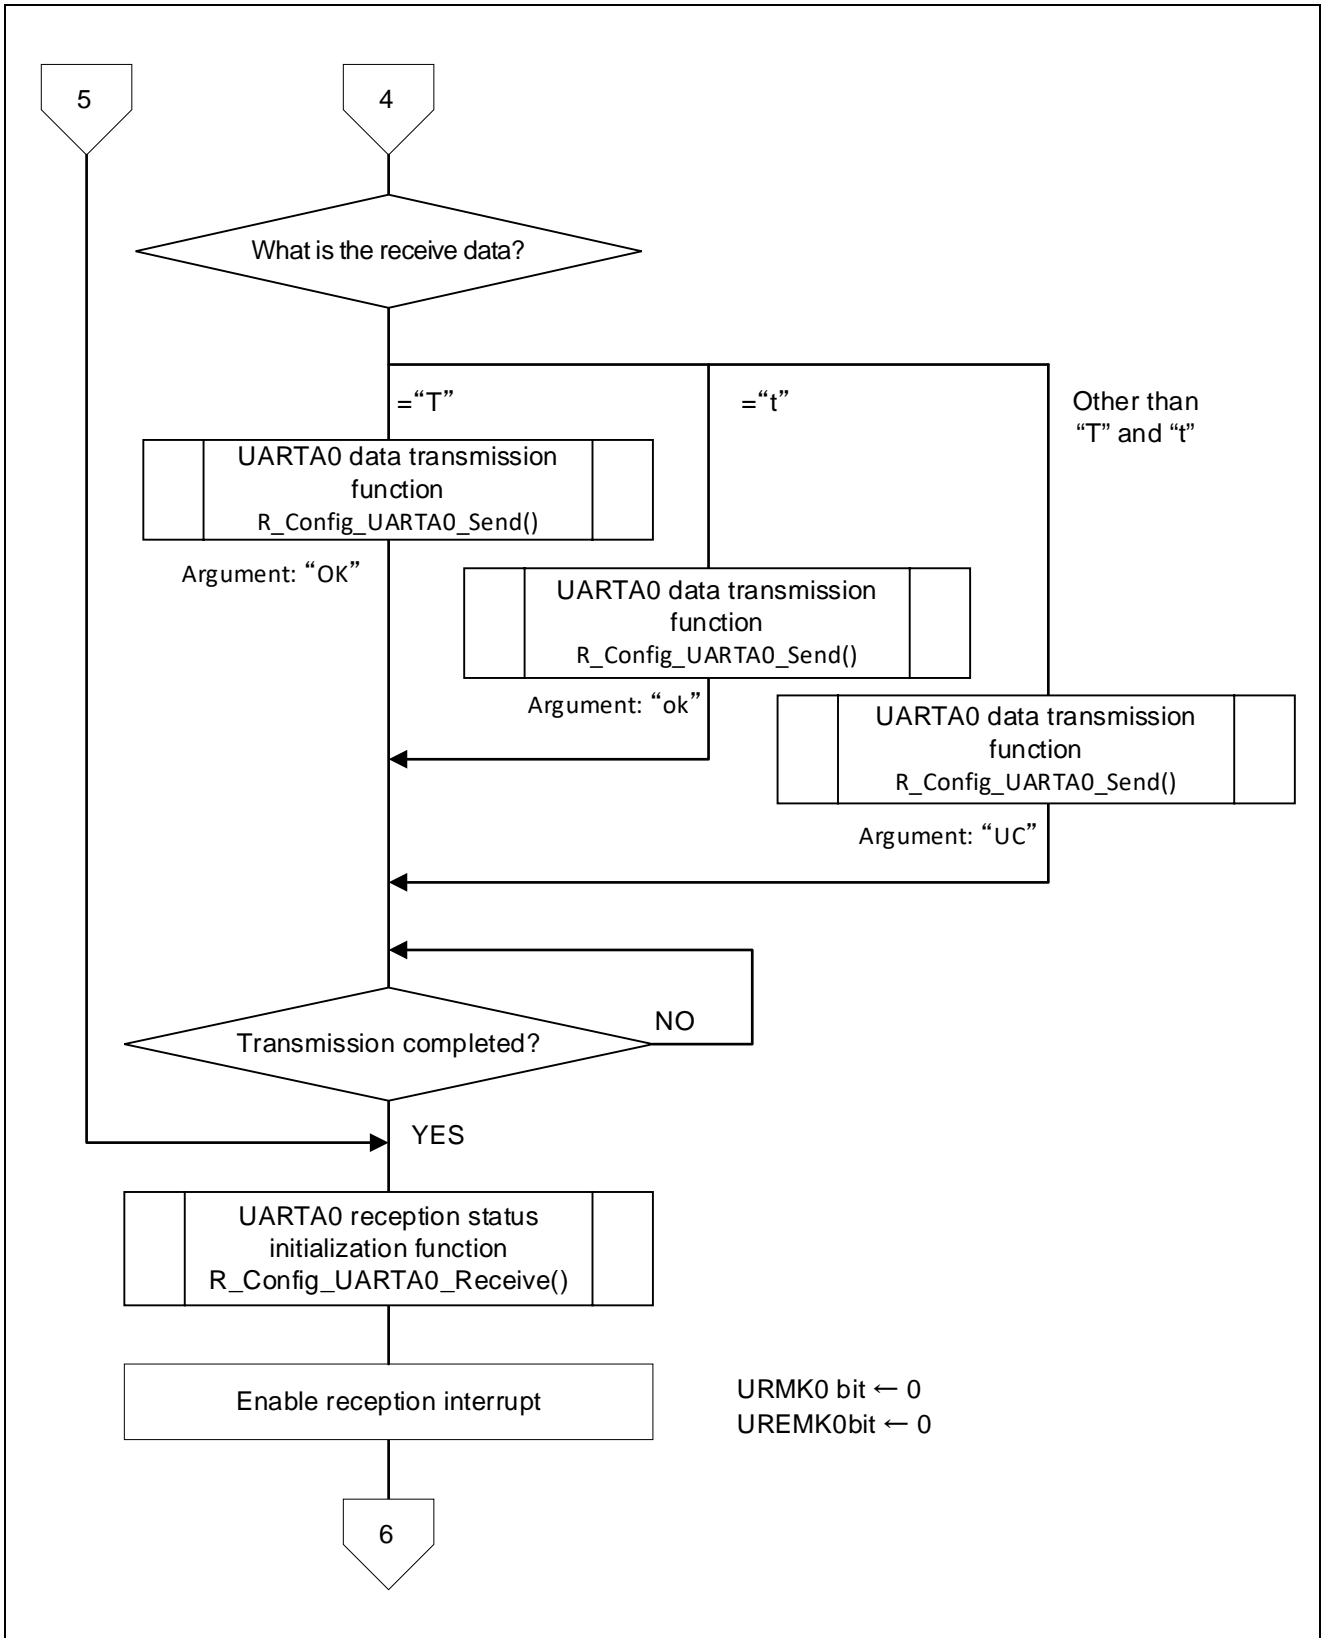 5
4
What is the receive data?
=“T”
=“t”
Other than
“T” and “t”
UARTA0 data transmission
function
R_Config_UARTA0_Send()
Argument: “OK”
UARTA0 data transmission
function
R_Config_UARTA0_Send()
Argument: “ok”
UARTA0 data transmission
function
R_Config_UARTA0_Send()
Argument: “UC”
Transmission completed?
NO
YES
UARTA0 reception status
initialization function
R_Config_UARTA0_Receive()
Enable reception interrupt
URMK0 bit ← 0
UREMK0bit ← 0
6